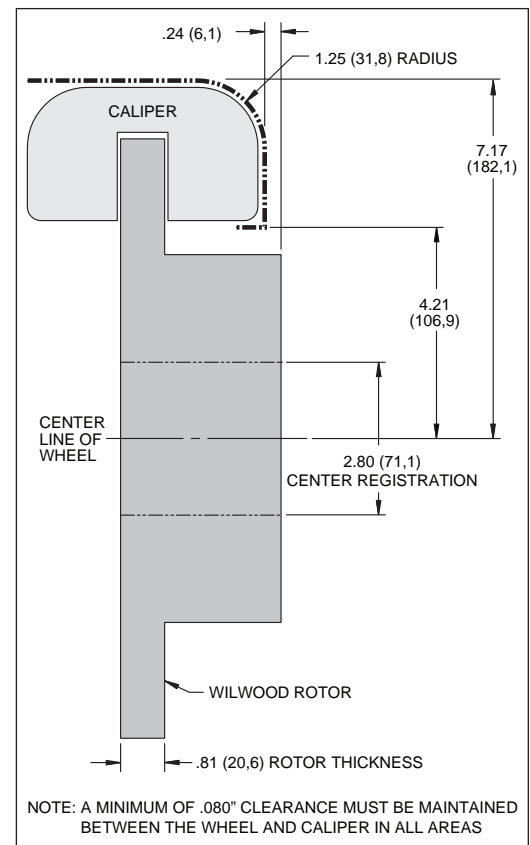 .24 (6,1)
1.25 (31,8) RADIUS
CALIPER
7.17
(182,1)
4.21
(106,9)
CENTER
LINE OF
WHEEL
2.80 (71,1)
CENTER REGISTRATION
WILWOOD ROTOR
.81 (20,6) ROTOR THICKNESS
NOTE: A MINIMUM OF .080" CLEARANCE MUST BE MAINTAINED
BETWEEN THE WHEEL AND CALIPER IN ALL AREAS